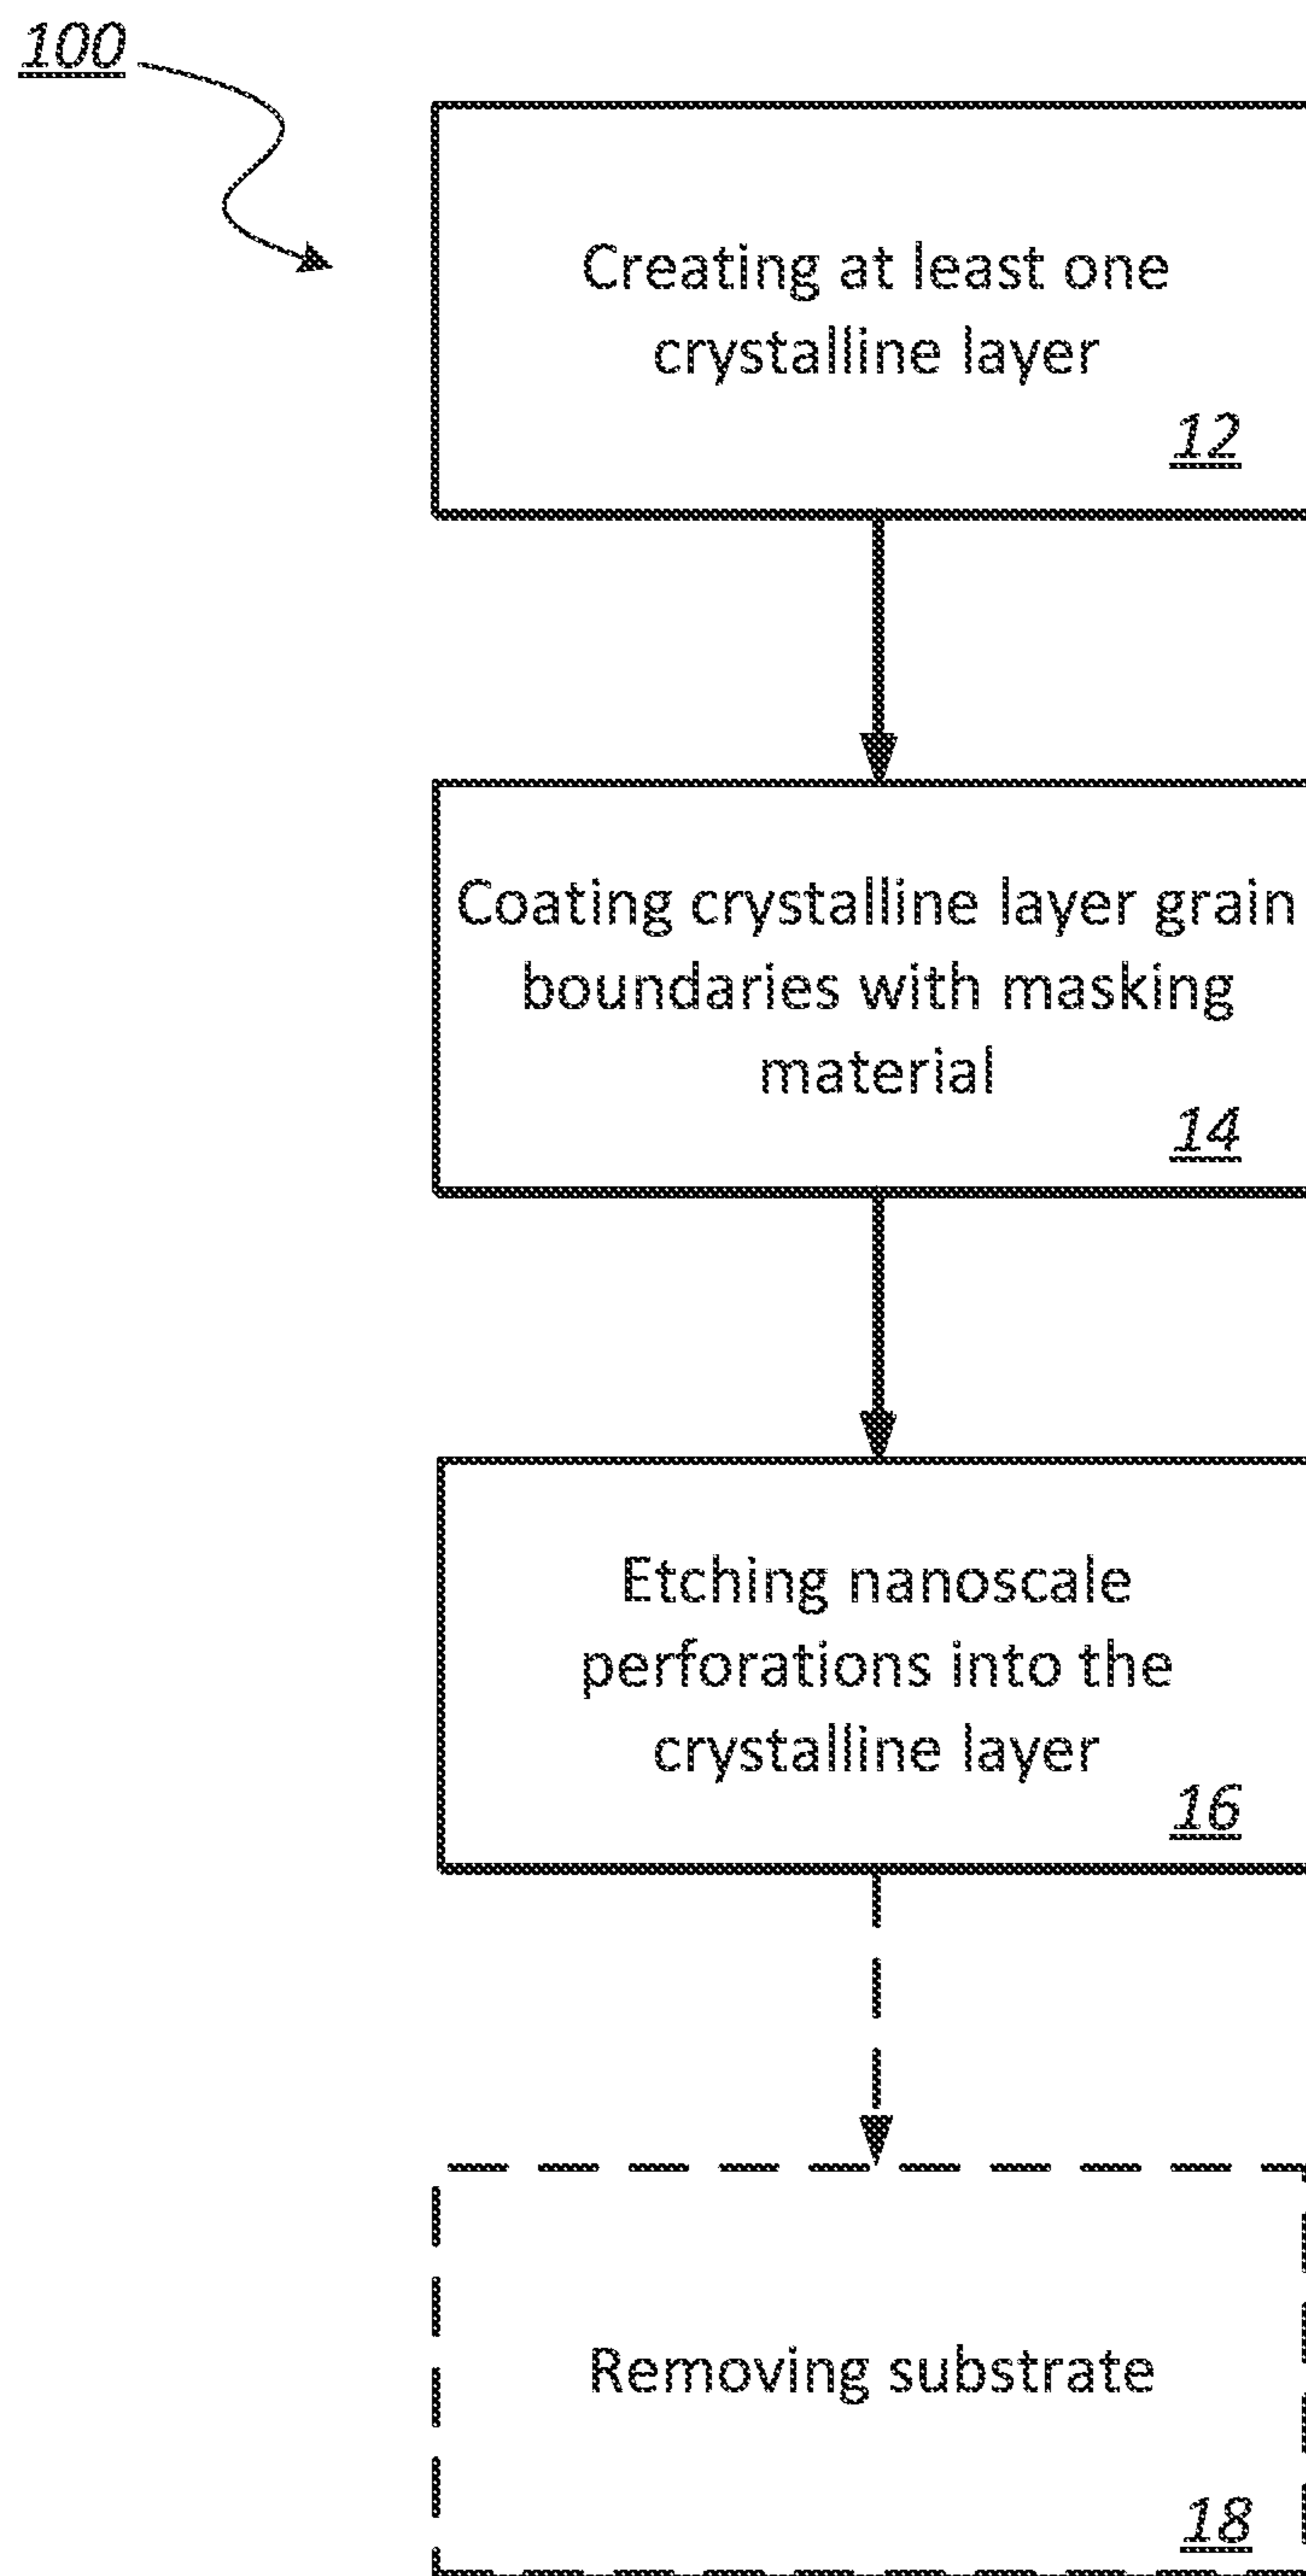 100
Creating at least one
crystalline layer
12
Coating crystalline layer grain
boundaries with masking
material
14
Etching nanoscale
perforations into the
crystalline layer
16
Removing substrate
18